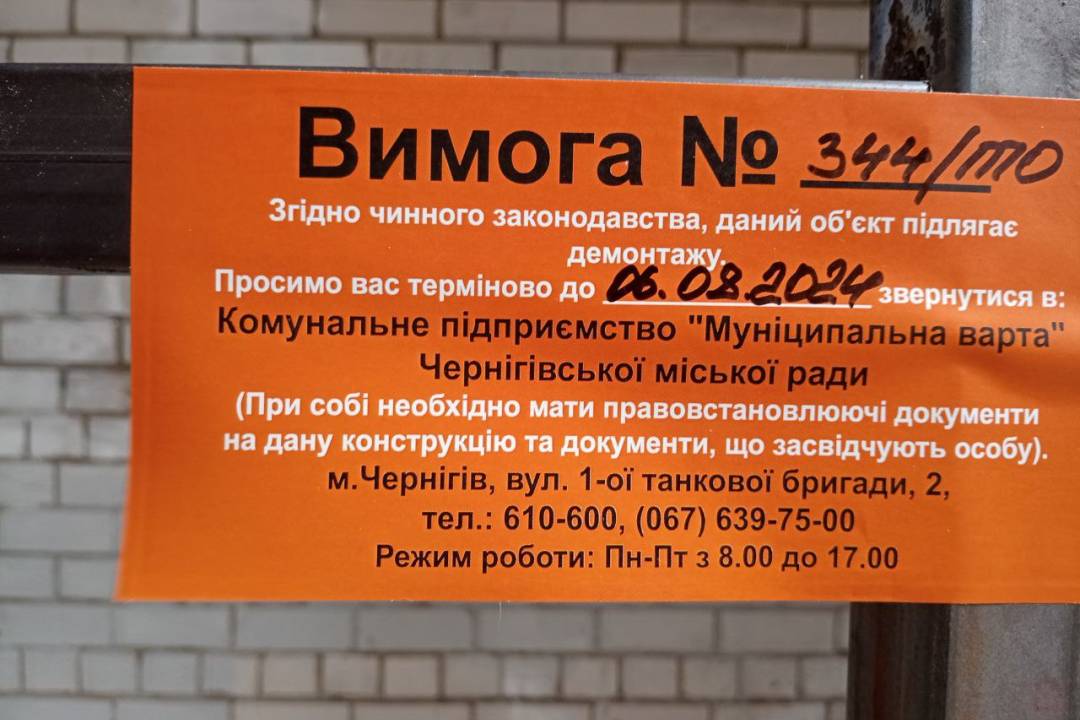 Вимога № 344/ТО
Згідно чинного законодавства, даний об'єкт підлягає
демонтажу.
Просимо вас терміново до 06.08.2024 звернутися в:
Комунальне підприємство "Муніципальна варта"
Чернігівської міської ради
(При собі необхідно мати правовстановлюючі документи
на дану конструкцію та документи, що засвідчують особу).
м.Чернігів, вул. 1-ої танкової бригади, 2,
тел.: 610-600, (067) 639-75-00
Режим роботи: Пн-Пт з 8.00 до 17.00